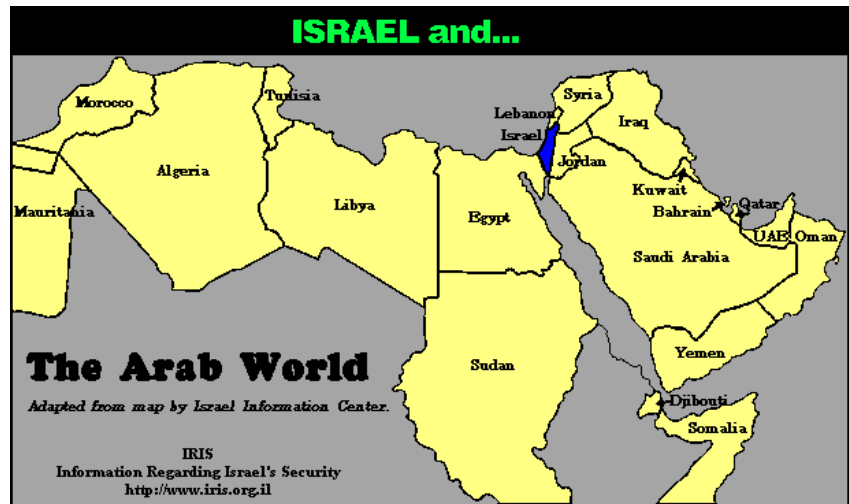 ISRAEL and...
Morocco
Tunisia
Algeria
Libya
Mauritania
Egypt
Sudan
Lebanon
Israel
Syria
Iraq
Jordan
Kuwait
Bahrain
Qatar
UAE
Oman
Saudi Arabia
Yemen
Djibouti
Somalia
The Arab World
Adapted from map by Israel Information Center.
IRIS
Information Regarding Israel's Security
http://www.iris.org.il